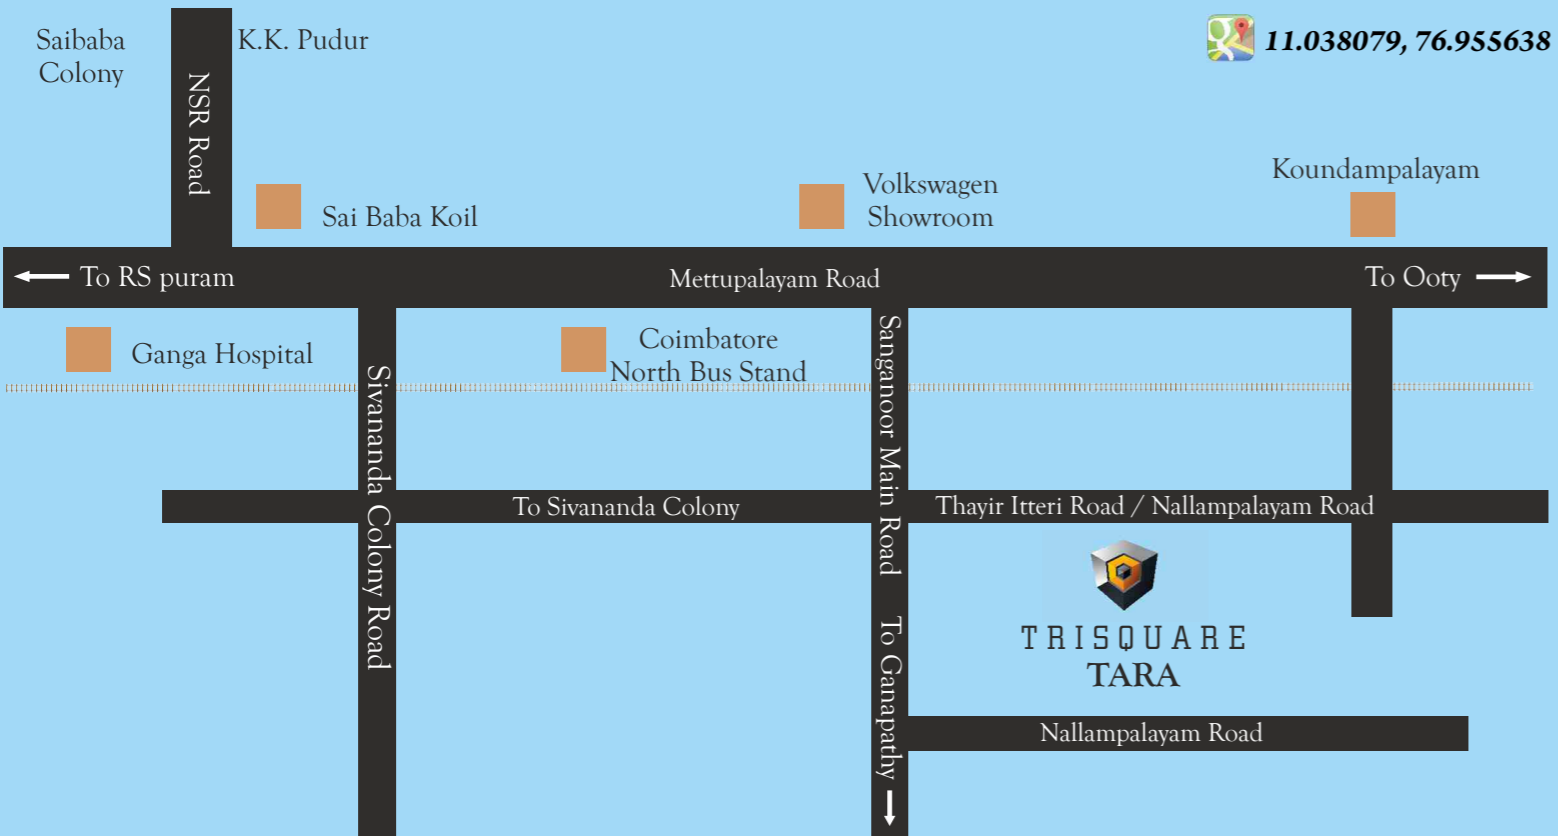 Saibaba
Colony
K.K. Pudur
11.038079, 76.955638
NSR Road
Sai Baba Koil
Volkswagen
Showroom
Koundampalayam
To RS puram
Mettupalayam Road
To Ooty
Ganga Hospital
Coimbatore
North Bus Stand
Sivananda Colony Road
Sanganoor Main Road
To Ganapathy
To Sivananda Colony
Thayir Itteri Road / Nallampalayam Road
TRISQUARE
TARA
Nallampalayam Road